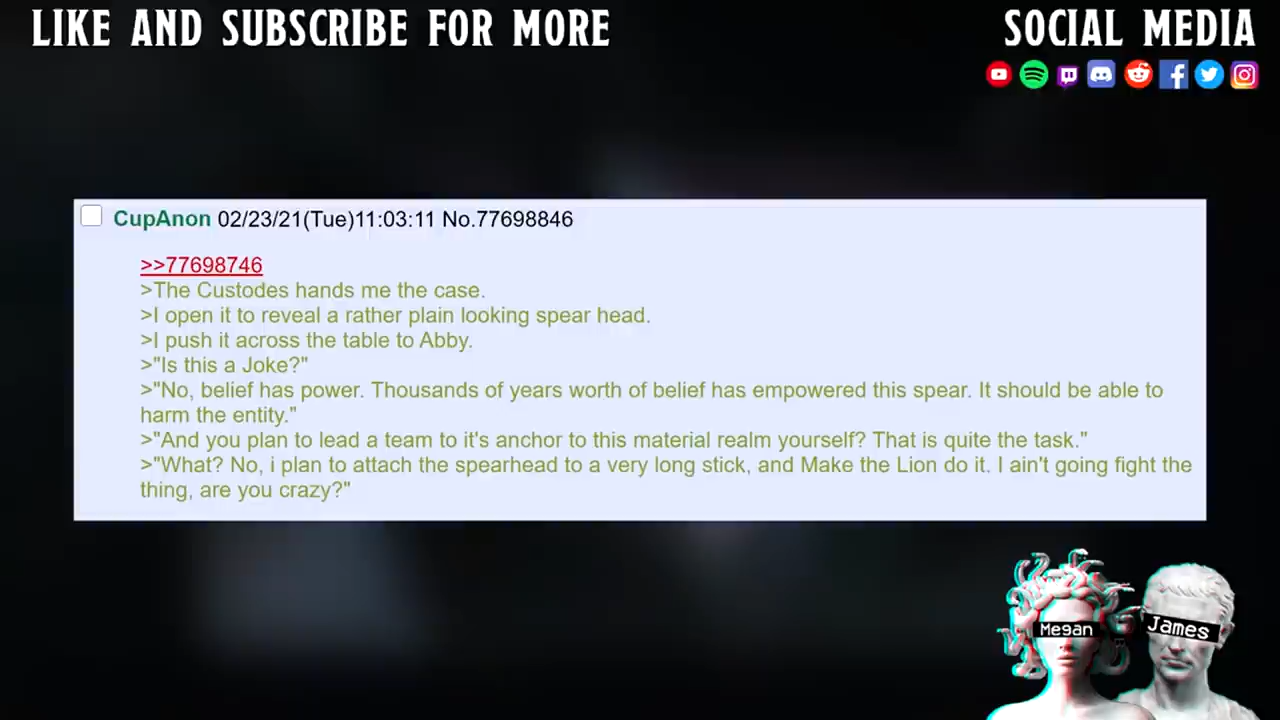 LIKE AND SUBSCRIBE FOR MORE
SOCIAL MEDIA
CupAnon 02/23/21(Tue)11:03:11 No.77698846
>>77698746
>The Custodes hands me the case.
>I open it to reveal a rather plain looking spear head.
>I push it across the table to Abby.
>"Is this a Joke?"
>"No, belief has power. Thousands of years worth of belief has empowered this spear. It should be able to
harm the entity."
>"And you plan to lead a team to it's anchor to this material realm yourself? That is quite the task."
>"What? No, i plan to attach the spearhead to a very long stick, and Make the Lion do it. I ain't going fight the
thing, are you crazy?"
Megan
James